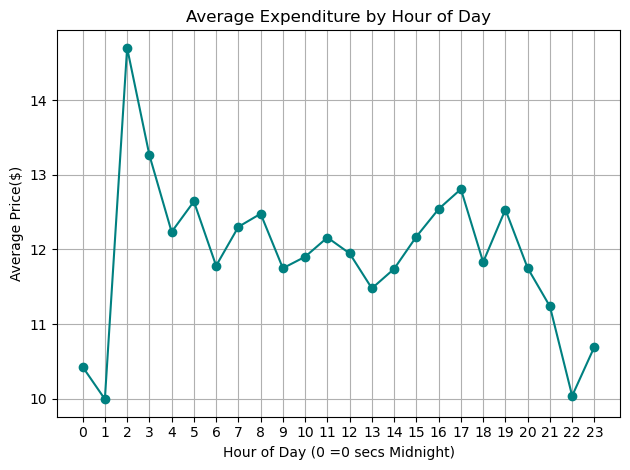 Average Expenditure by Hour of Day
Average Price($)
14
13
12
11
10
0 1 2 3 4 5 6 7 8 9 10 11 12 13 14 15 16 17 18 19 20 21 22 23
Hour of Day (0 =0 secs Midnight)